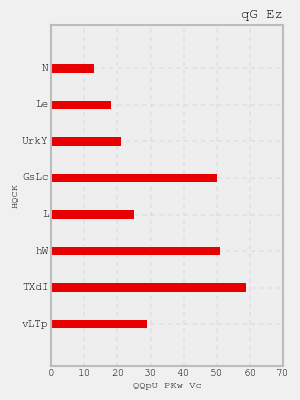 qG Ez
N
Le
UrkY
GsLc
L
hW
TXdI
vLTp
HQCK
0 10 20 30 40 50 60 70
QQpU PKw Vc